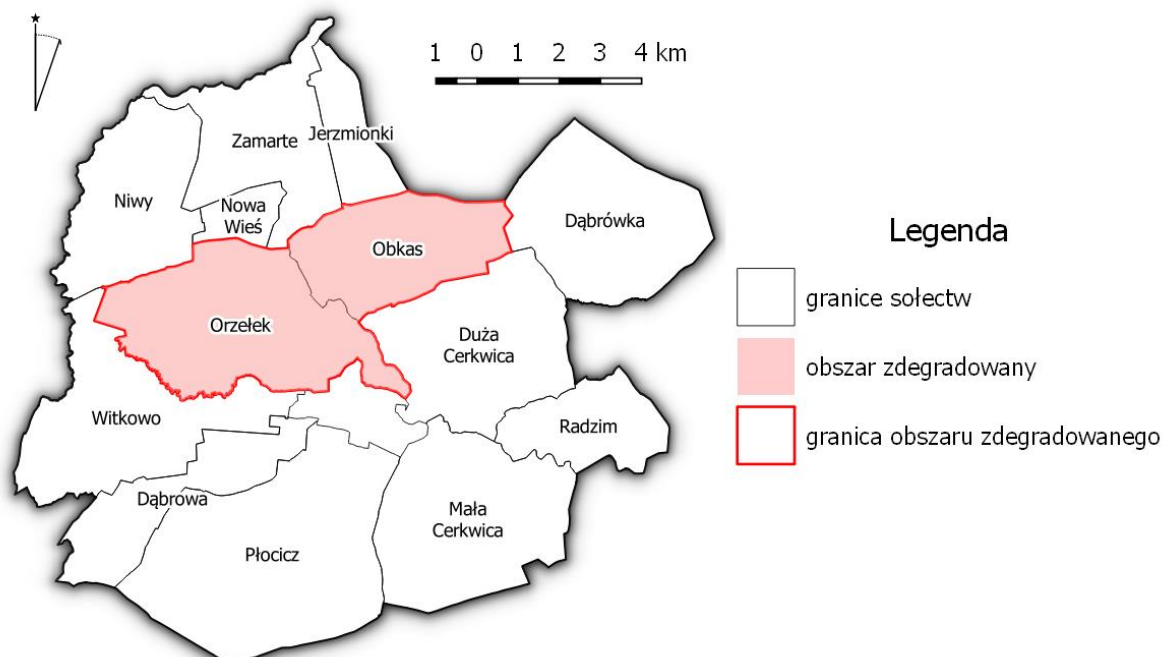 1 0 1 2 3 4 km
Zamarte
Jerzmionki
Niwy
Nowa
Wieś
Dąbrówka
Obkas
Orzełek
Duża
Cerkwica
Witkowo
Radzim
Dąbrowa
Mała
Cerkwica
Płocicz
Legenda
granice sołectw
obszar zdegradowany
granica obszaru zdegradowanego